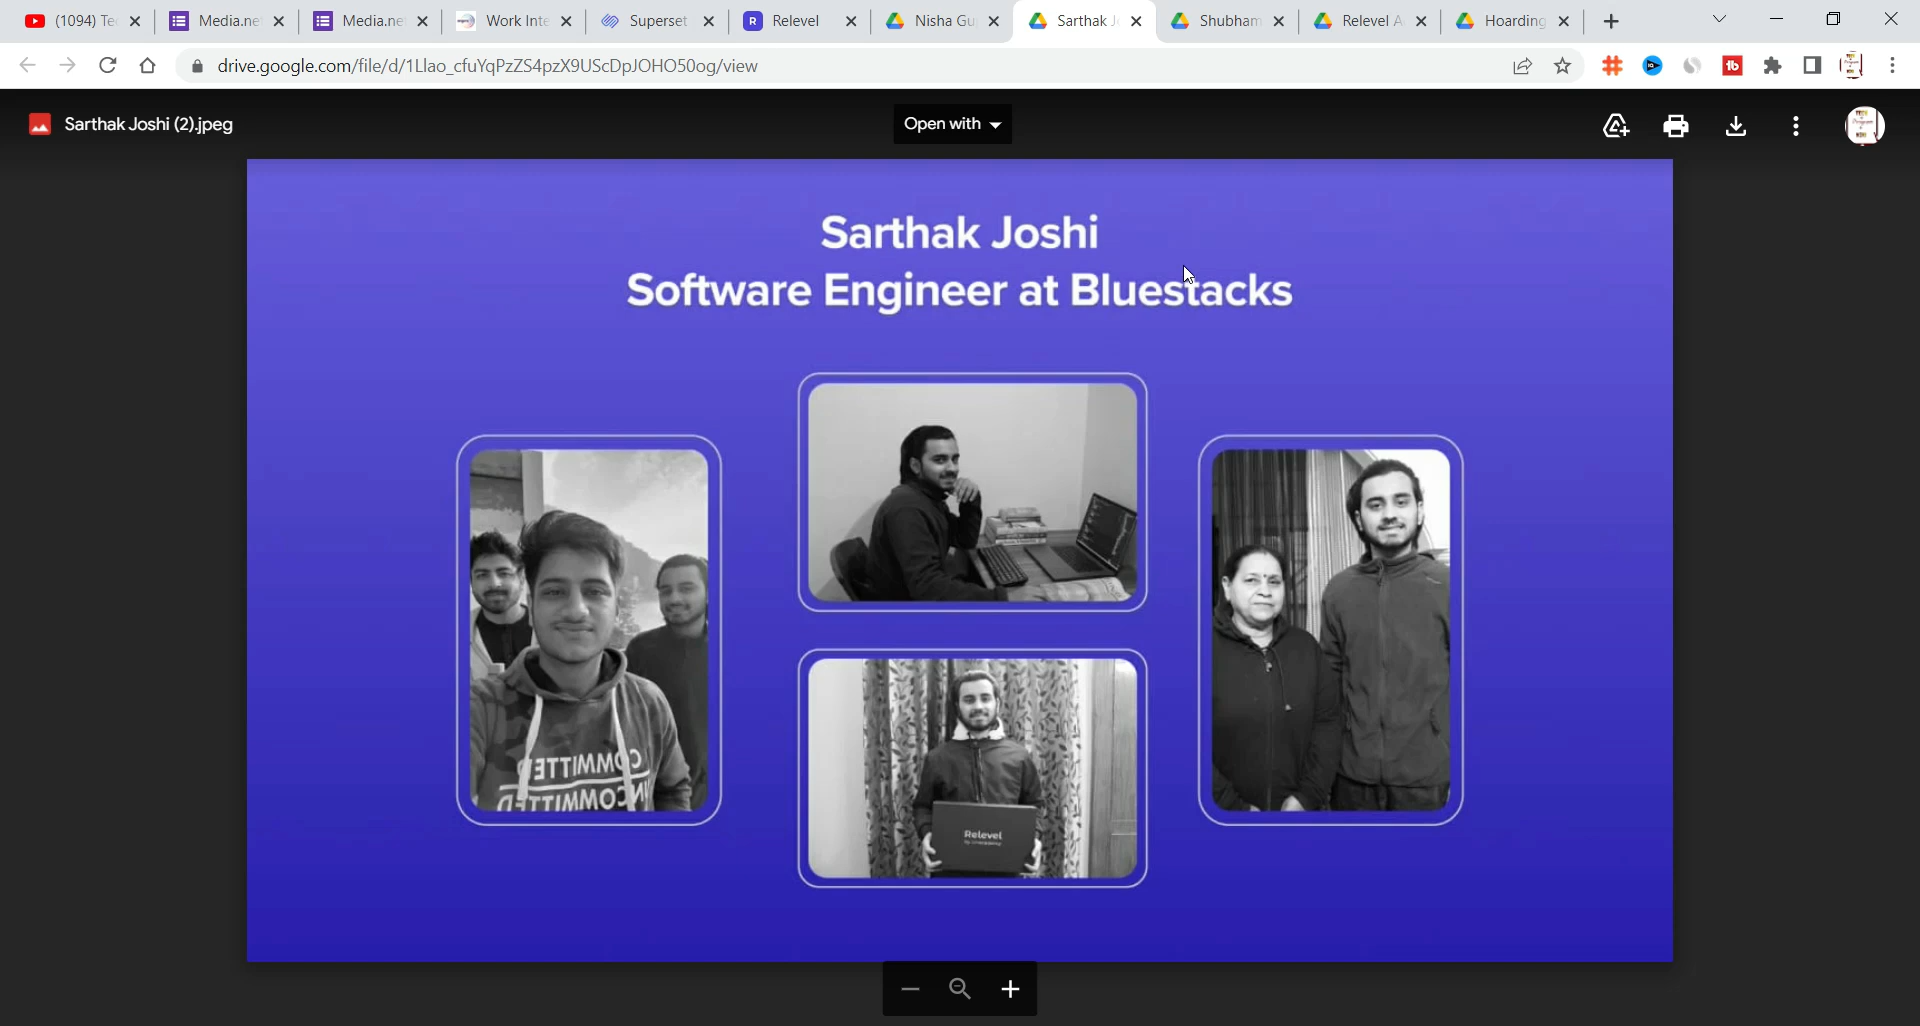 (1094) Te
Media.ne
Media.ne
Work Inte
Superset
Relevel
Nisha Gu
Sarthak J
Shubham
Relevel A
Hoarding
drive.google.com/file/d/1Llao_cfuYqPzZS4pzX9UScDpJOHO50og/view
Sarthak Joshi (2).jpeg
Open with
Sarthak Joshi
Software Engineer at Bluestacks
COMMITTED
Relevel